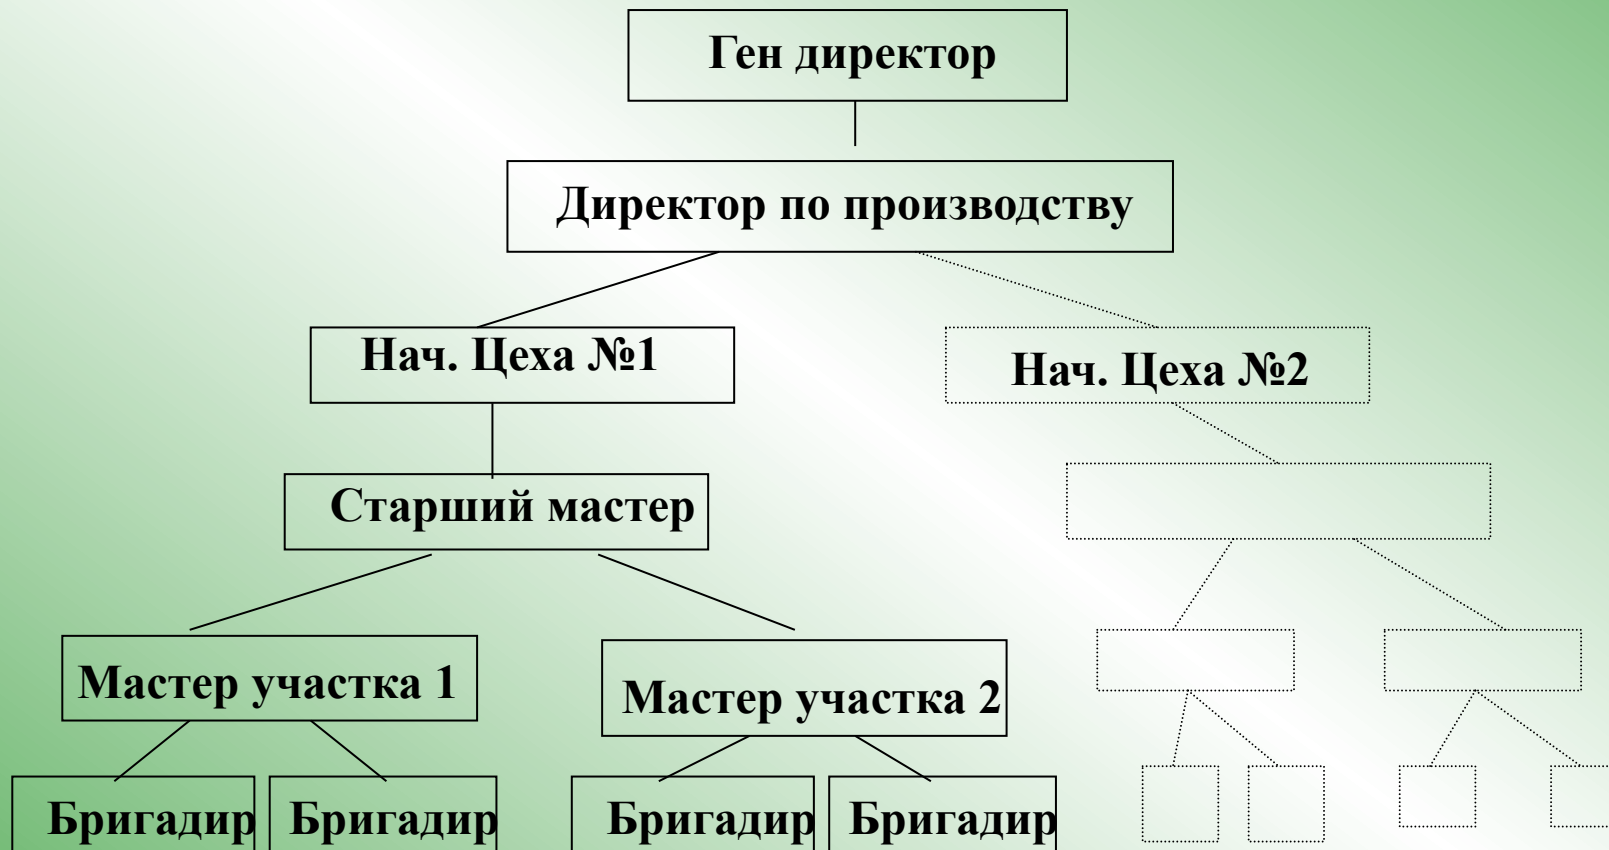 Ген директор
Директор по производству
Нач. Цеха №1
Нач. Цеха №2
Старший мастер
Мастер участка 1
Мастер участка 2
Бригадир
Бригадир
Бригадир
Бригадир